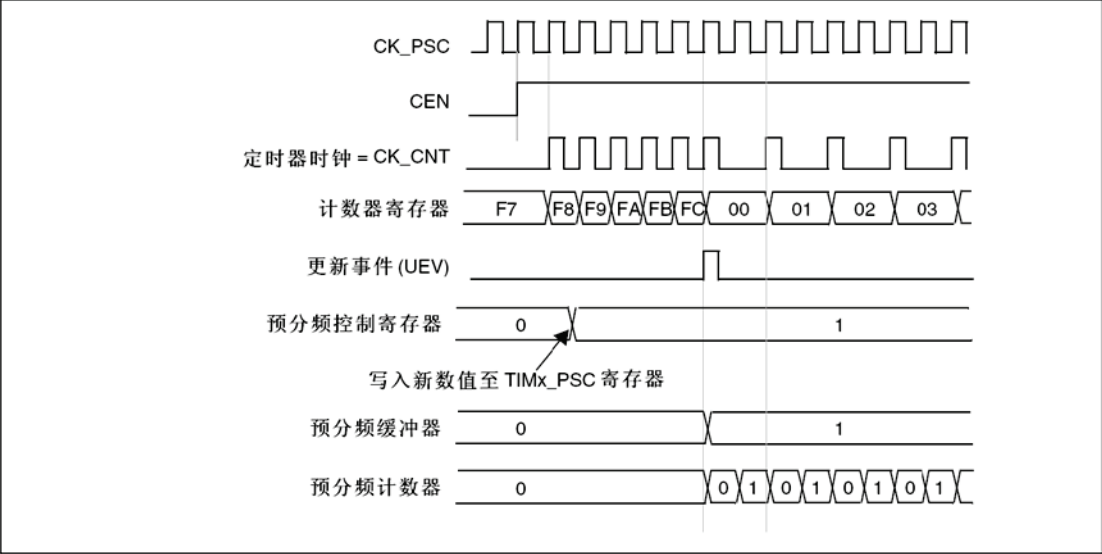 CK_PSC
CEN
定时器时钟 = CK_CNT
计数器寄存器 F7 F8 F9 FA FB FC 00 01 02 03
更新事件 (UEV)
预分频控制寄存器 0 1
写入新数值至 TIMx_PSC 寄存器
预分频缓冲器 0 1
预分频计数器 0 0 1 0 1 0 1 0 1